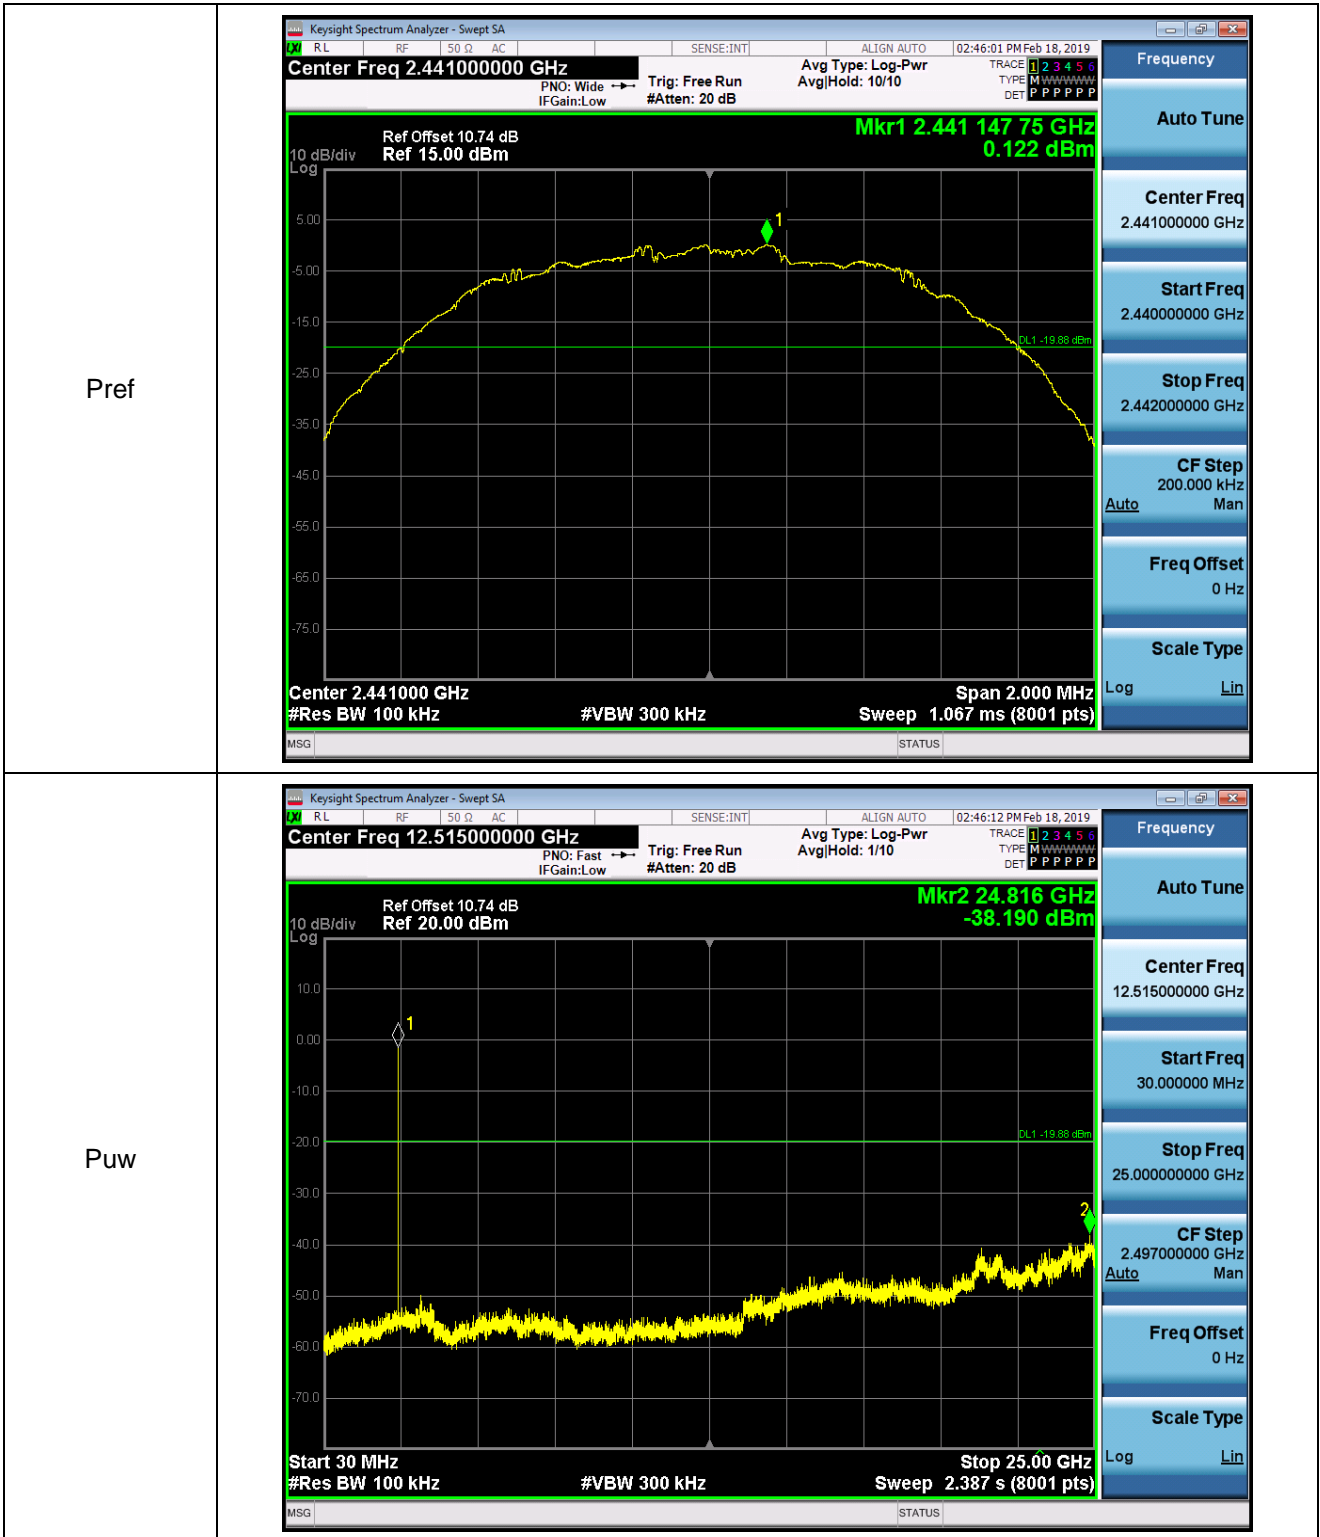 Pref
Keysight Spectrum Analyzer - Swept SA
LXI RL RF 50 Ω AC SENSE:INT ALIGN AUTO 02:46:01 PM Feb 18, 2019
Center Freq 2.441000000 GHz
PNO: Wide
IFGain:Low
Trig: Free Run
#Atten: 20 dB
Avg Type: Log-Pwr
Avg|Hold: 10/10
TRACE 1 2 3 4 5 6
TYPE M WWWWW
DET P P P P P P
Mkr1 2.441 147 75 GHz
0.122 dBm
Ref Offset 10.74 dB
10 dB/div Ref 15.00 dBm
Log
1
5.00
-5.00
-15.0
DL1 -19.88 dBm
-25.0
-35.0
-45.0
-55.0
-65.0
-75.0
Center 2.441000 GHz Span 2.000 MHz
#Res BW 100 kHz #VBW 300 kHz Sweep 1.067 ms (8001 pts)
MSG STATUS
Frequency
Auto Tune
Center Freq
2.441000000 GHz
Start Freq
2.440000000 GHz
Stop Freq
2.442000000 GHz
CF Step
200.000 kHz
Auto Man
Freq Offset
0 Hz
Scale Type
Log Lin
Puw
Keysight Spectrum Analyzer - Swept SA
LXI RL RF 50 Ω AC SENSE:INT ALIGN AUTO 02:46:12 PM Feb 18, 2019
Center Freq 12.515000000 GHz
PNO: Fast
IFGain:Low
Trig: Free Run
#Atten: 20 dB
Avg Type: Log-Pwr
Avg|Hold: 1/10
TRACE 1 2 3 4 5 6
TYPE M WWWWW
DET P P P P P P
Mkr2 24.816 GHz
-38.190 dBm
Ref Offset 10.74 dB
10 dB/div Ref 20.00 dBm
Log
10.0
1
0.00
-10.0
DL1 -19.88 dBm
-20.0
-30.0
2
-40.0
-50.0
-60.0
-70.0
Start 30 MHz Stop 25.00 GHz
#Res BW 100 kHz #VBW 300 kHz Sweep 2.387 s (8001 pts)
MSG STATUS
Frequency
Auto Tune
Center Freq
12.515000000 GHz
Start Freq
30.000000 MHz
Stop Freq
25.000000000 GHz
CF Step
2.497000000 GHz
Auto Man
Freq Offset
0 Hz
Scale Type
Log Lin